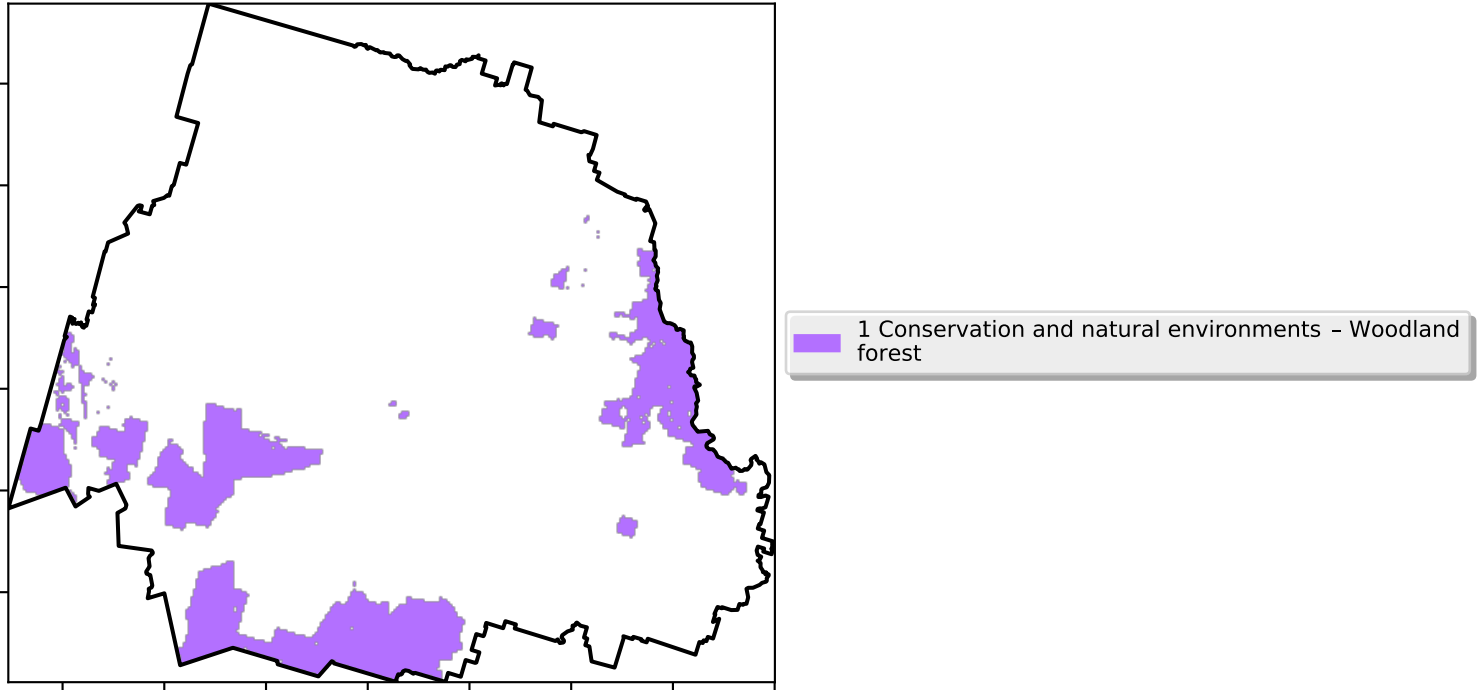 1 Conservation and natural environments – Woodland
forest